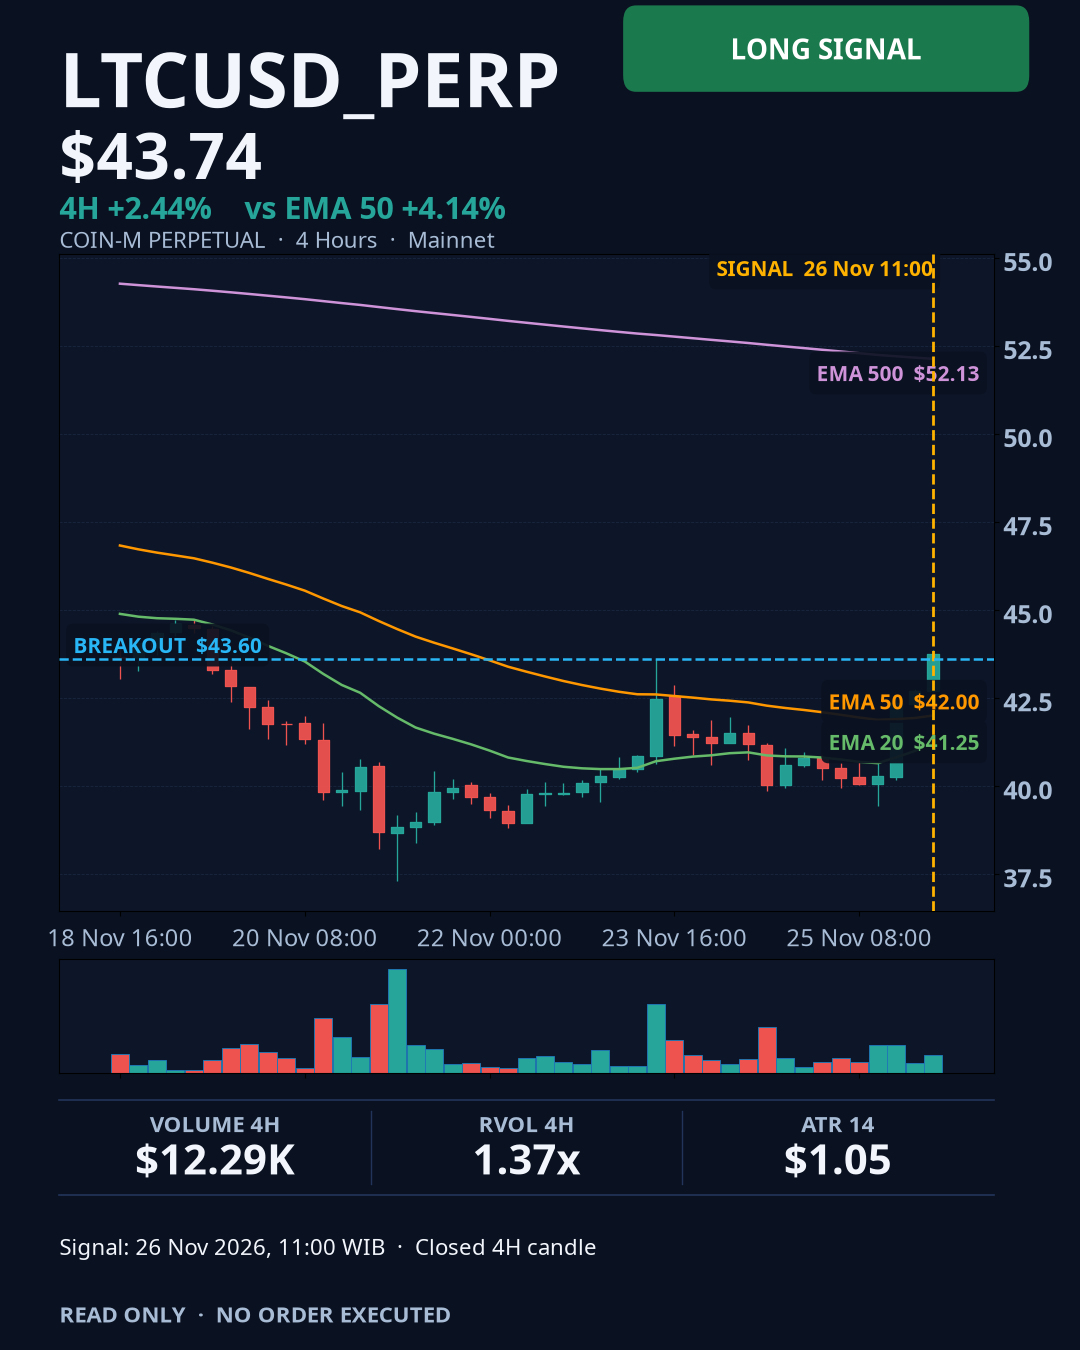 LONG SIGNAL
LTCUSD_PERP
$43.74
4H +2.44% vs EMA 50 +4.14%
COIN-M PERPETUAL · 4 Hours · Mainnet
SIGNAL 26 Nov 11:00
55.0
52.5
EMA 500 $52.13
50.0
47.5
45.0
BREAKOUT $43.60
42.5
EMA 50 $42.00
EMA 20 $41.25
40.0
37.5
18 Nov 16:00 20 Nov 08:00 22 Nov 00:00 23 Nov 16:00 25 Nov 08:00
VOLUME 4H RVOL 4H ATR 14
$12.29K 1.37x $1.05
Signal: 26 Nov 2026, 11:00 WIB · Closed 4H candle
READ ONLY · NO ORDER EXECUTED